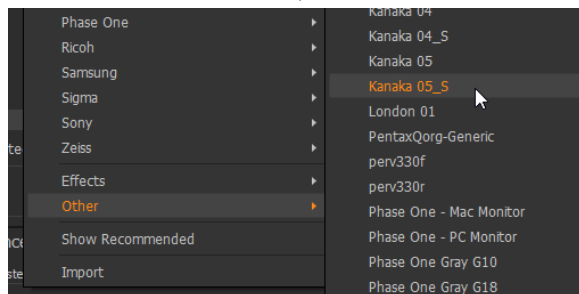 Phase One
Ricoh
Samsung
Sigma
Sony
Zeiss
Effects
Other
Show Recommended
Import
Kanaka 04
Kanaka 04_S
Kanaka 05
Kanaka 05_S
London 01
PentaxQorg-Generic
perv330f
perv330r
Phase One - Mac Monitor
Phase One - PC Monitor
Phase One Gray G10
Phase One Gray G18